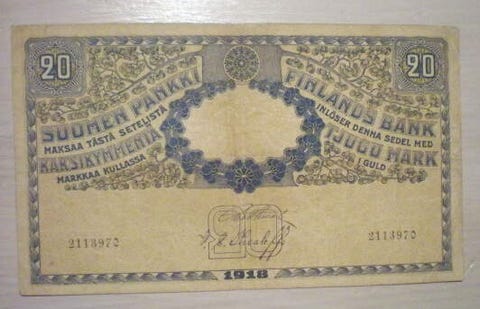 20
20
SUOMEN PANKKI
MAKSAA TÄSTÄ SETELISTÄ
KAKSIKYMMENTÄ
MARKKAA KULLASSA
FINLANDS BANK
INLÖSER DENNA SEDEL MED
TJUGO MARK
I GULD
20
2113970
2113970
1918